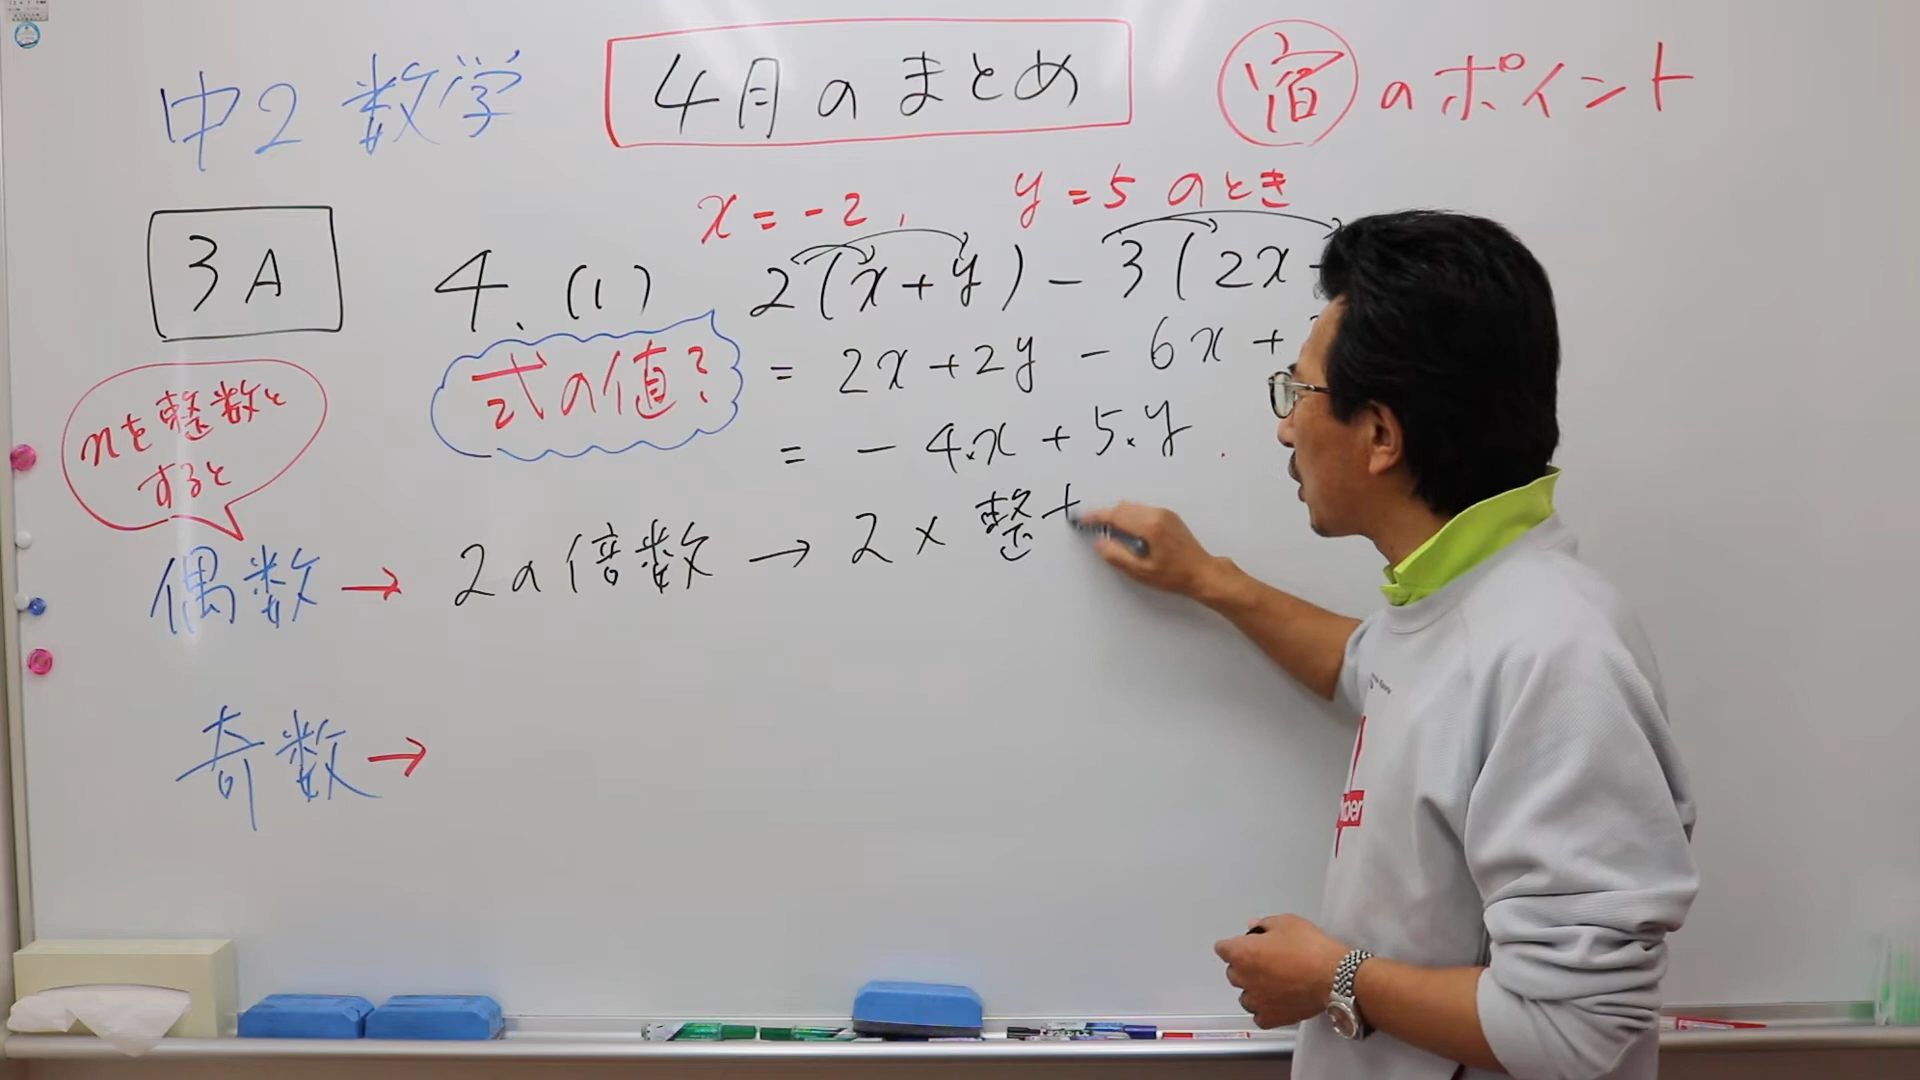 中2 数学
4月のまとめ
宿のポイント
x = -2, y = 5 のとき
3A
4.(1) 2(x+y) - 3(2x-
= 2x + 2y - 6x +
式の値?
= - 4x + 5y
nを整数と
すると
偶数 → 2の倍数 → 2 × 整
奇数 →